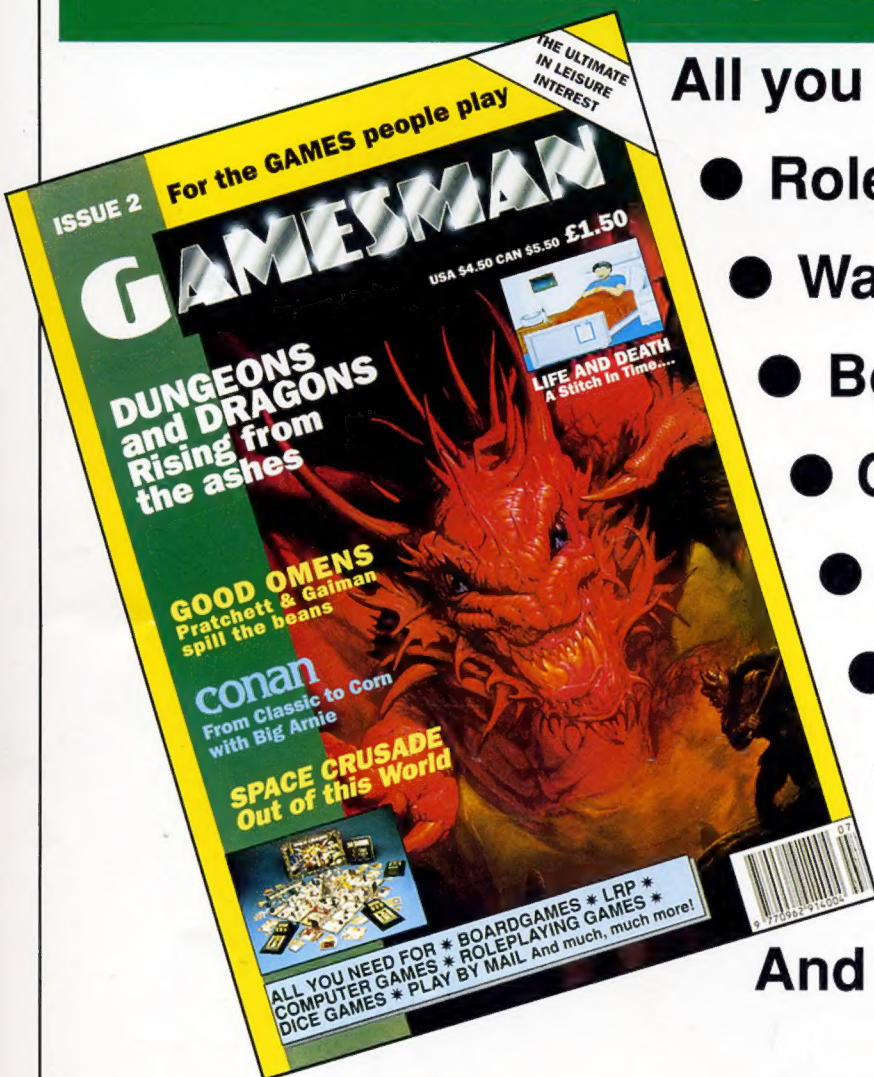 All you
● Role
● Wa
● Bo
● C
●
●
And
THE ULTIMATE
IN LEISURE
INTEREST
For the GAMES people play
ISSUE 2
GAMESMAN
USA $4.50 CAN $5.50 £1.50
LIFE AND DEATH
A Stitch In Time....
DUNGEONS
and DRAGONS
Rising from
the ashes
GOOD OMENS
Pratchett & Gaiman
spill the beans
conan
From Classic to Corn
with Big Arnie
SPACE CRUSADE
Out of this World
ALL YOU NEED FOR * BOARDGAMES * LRP *
COMPUTER GAMES * ROLEPLAYING GAMES *
DICE GAMES * PLAY BY MAIL And much, much more!
07
9 770962 914004